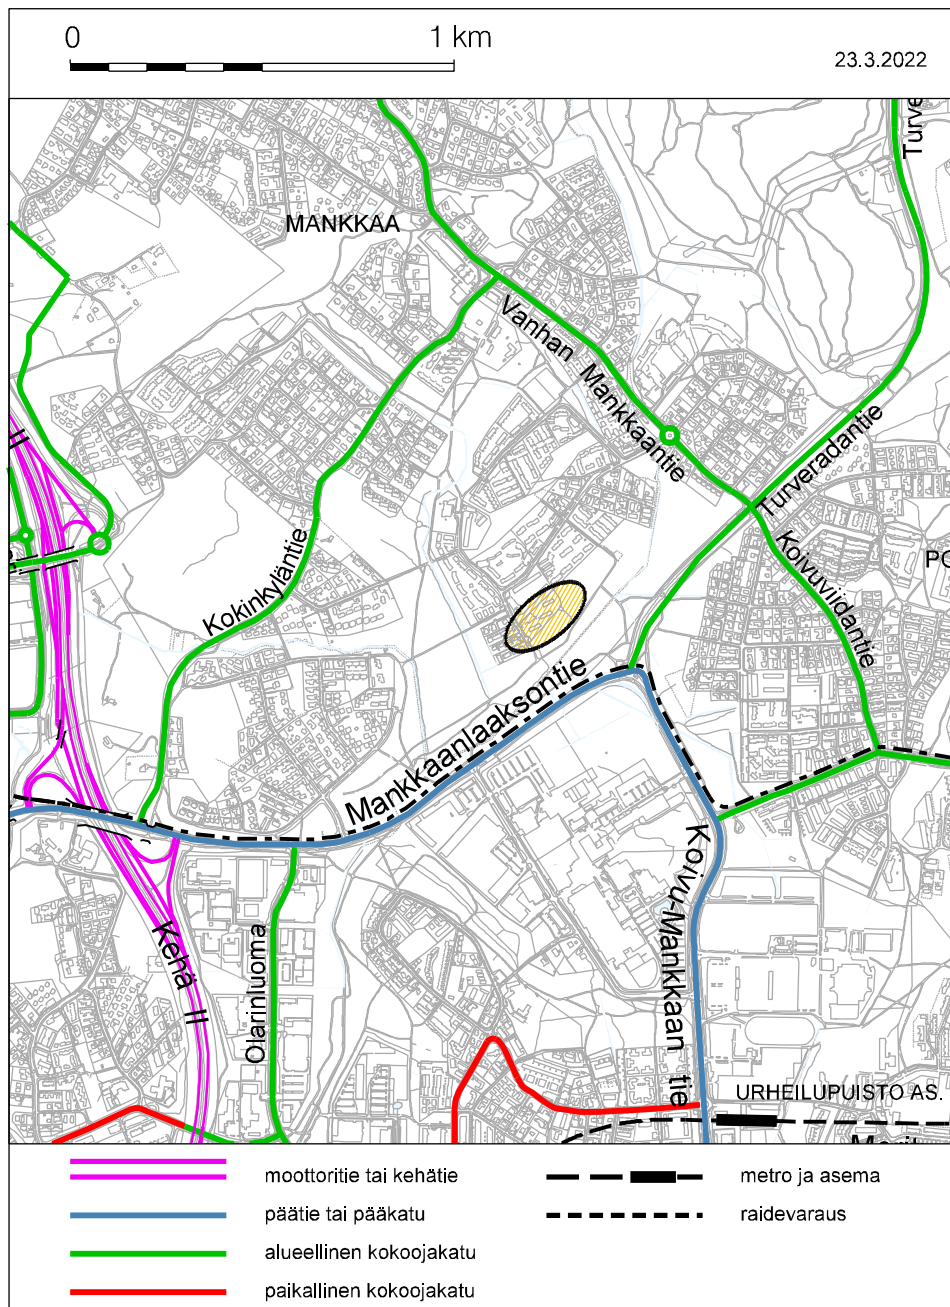 0 1 km
23.3.2022
Turve
MANKKAA
Vanhan Mankkaantie
Turveradantie
Koivuviidantie
PO
Kokinkyläntie
Mankkaanlaaksontie
Koivu-Mankkaan tie
Kehä II
Olarinluoma
URHEILUPUISTO AS.
moottoritie tai kehätie
päätie tai pääkatu
alueellinen kokoojakatu
paikallinen kokoojakatu
metro ja asema
raidevaraus